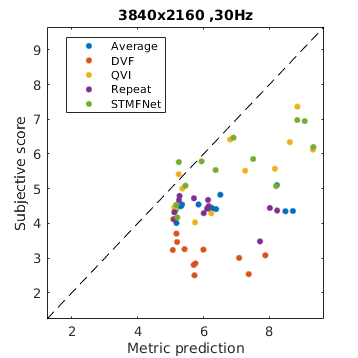 3840x2160 ,30Hz
Average
DVF
QVI
Repeat
STMFNet
Subjective score
9
8
7
6
5
4
3
2
2 4 6 8
Metric prediction